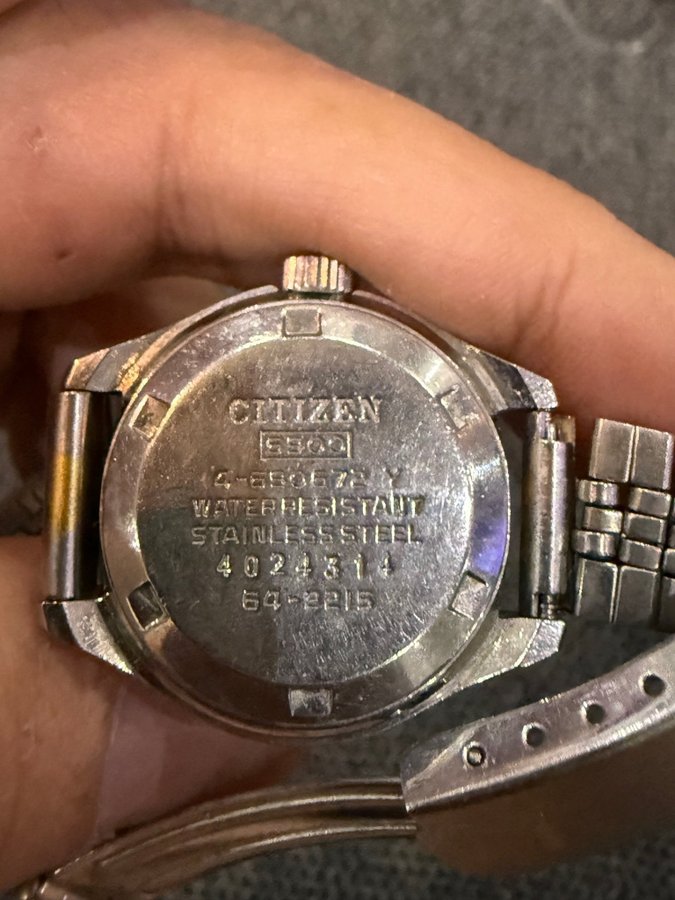 CITIZEN
5500
4-650672 Y
WATER RESISTANT
STAINLESS STEEL
4024314
64-2215